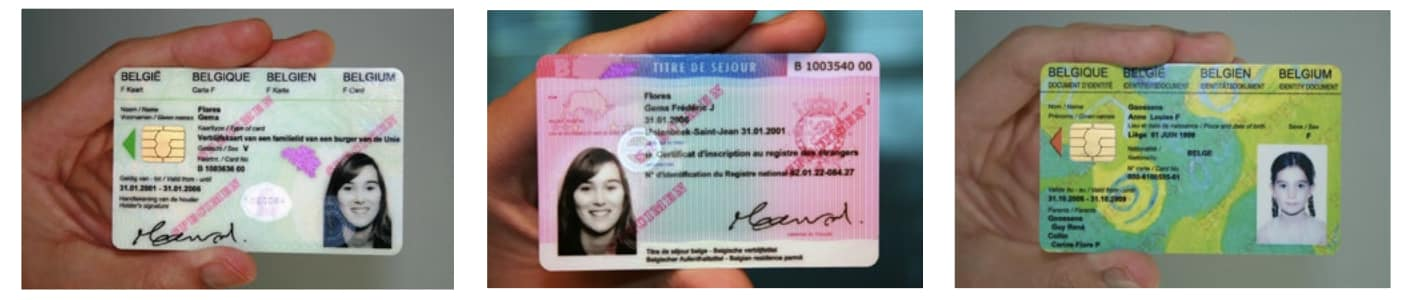 BELGIË BELGIQUE BELGIEN BELGIUM
F Kaart Carte F F Karte F Card
Naam / Name Flores
Voornamen / Given names Gema
Kaarttype / Type of card
Verblijfskaart van een familielid van een burger van de Unie
Geslacht / Sex V
Kaartnr. / Card No
B 1003636 00
Geldig van - tot / Valid from - until
31.01.2001 - 31.01.2006
Handtekening van de houder
Holder's signature
SPECIMEN
TITRE DE SEJOUR B 1003540 00
Flores
Gema Frédéric J
31.01.2006
Molenbeek-Saint-Jean 31.01.2001
Certificat d'inscription au registre des étrangers
N° d'identification du Registre national 82.01.22-084.27
SPECIMEN
Titre de séjour belge - Belgische verblijftitel
Belgischer Aufenthaltstitel - Belgian residence permit
BELGIQUE BELGIË BELGIEN BELGIUM
DOCUMENT D'IDENTITÉ IDENTITEITSDOCUMENT IDENTITÄTSDOKUMENT IDENTITY DOCUMENT
Nom / Name Goossens
Prénoms / Given names Anne Louise F
Lieu et date de naissance / Place and date of birth
Liège 01 JUIN 1999
Sexe / Sex
F
Nationalité /
Nationality BELGE
N° carte / Card No
Valable du - au / Valid from - until
31.10.2006 - 31.10.2009
Parents / Parents
Goossens
Guy René
Collin
Carine Flore P